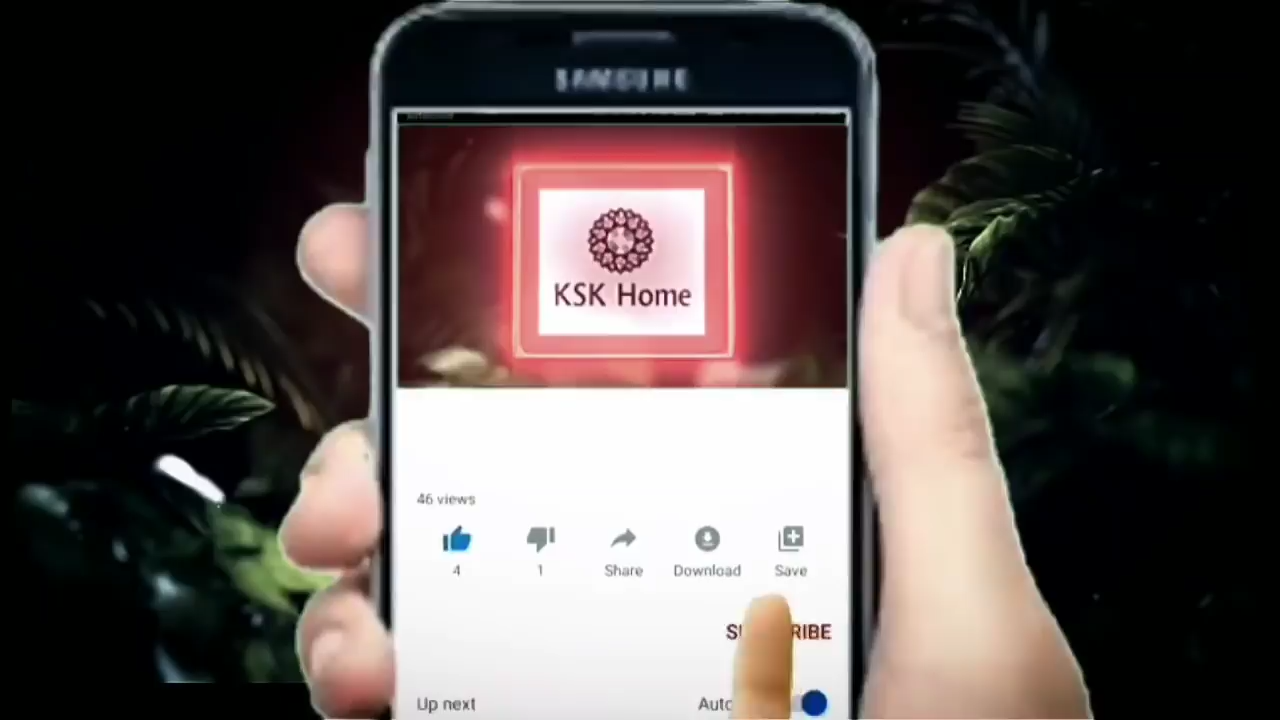 SAMSUNG
KSK Home
46 views
4
1
Share
Download
Save
Up next